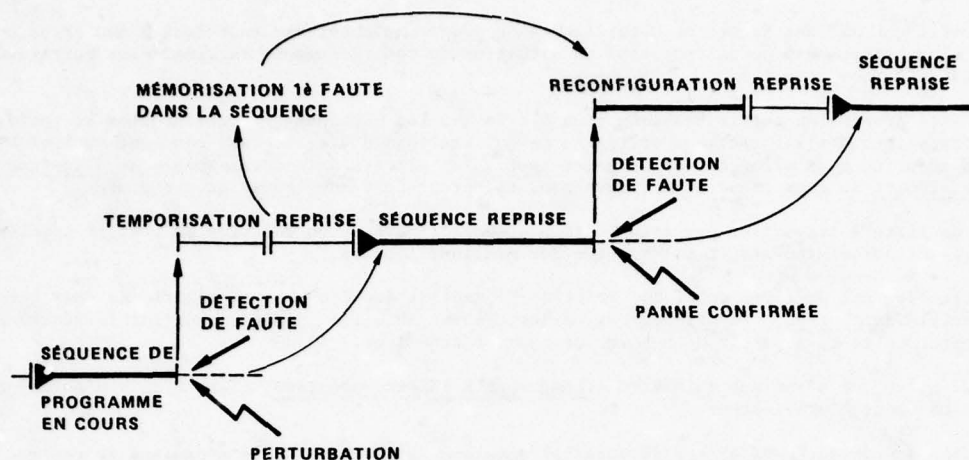 MÉMORISATION 1è FAUTE
DANS LA SÉQUENCE
RECONFIGURATION REPRISE
SÉQUENCE
REPRISE
DÉTECTION
DE FAUTE
TEMPORISATION REPRISE SÉQUENCE REPRISE
PANNE CONFIRMÉE
DÉTECTION
DE FAUTE
SÉQUENCE DE
PROGRAMME
EN COURS
PERTURBATION